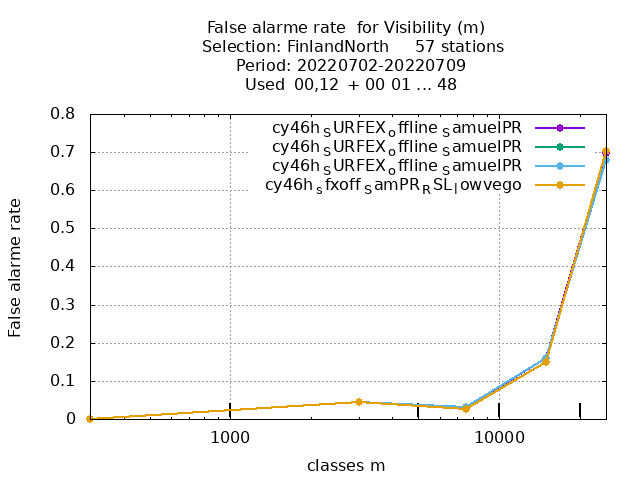 False alarme rate for Visibility (m)
Selection: FinlandNorth 57 stations
Period: 20220702-20220709
Used 00,12 + 00 01 ... 48
0.8
0.7
0.6
0.5
0.4
0.3
0.2
0.1
0
False alarme rate
cy46h_SURFEX_offline_SamuelPR
cy46h_SURFEX_offline_SamuelPR
cy46h_SURFEX_offline_SamuelPR
cy46h_sfxoff_SamPR_RSL_lowvego
1000
10000
classes m